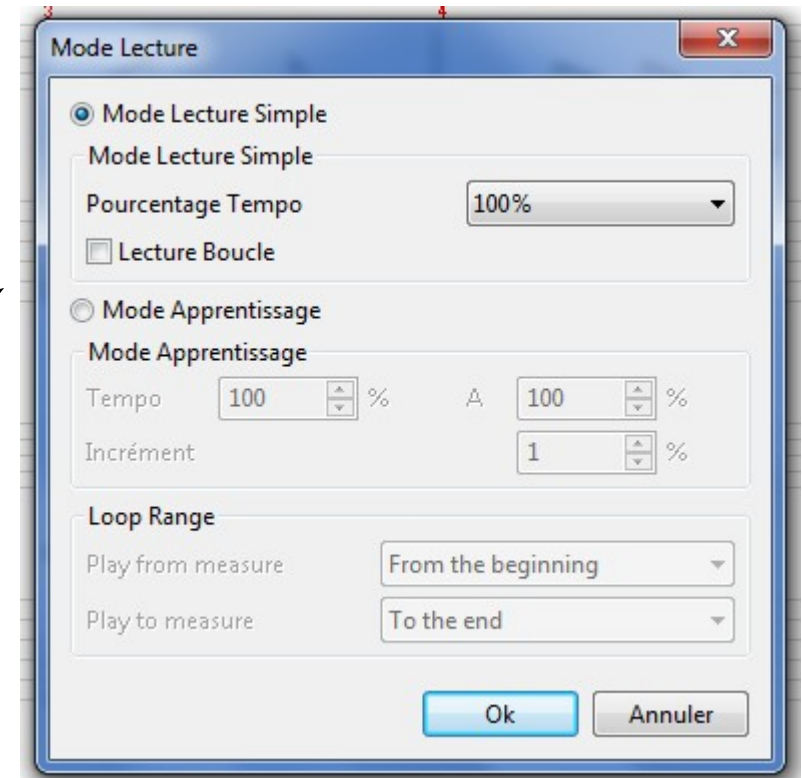 3 4
Mode Lecture
Mode Lecture Simple
Mode Lecture Simple
Pourcentage Tempo 100%
Lecture Boucle
Mode Apprentissage
Mode Apprentissage
Tempo 100 % A 100 %
Incrément 1 %
Loop Range
Play from measure From the beginning
Play to measure To the end
Ok Annuler